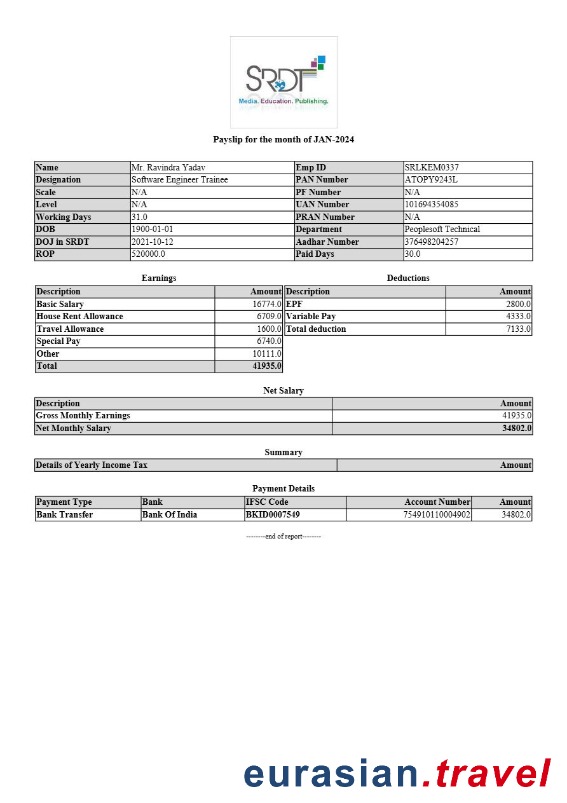 SRDT
Media. Education. Publishing.
Payslip for the month of JAN-2024
Name Mr. Ravindra Yadav Emp ID SRLKEM0337
Designation Software Engineer Trainee PAN Number ATOPY9243L
Scale N/A PF Number N/A
Level N/A UAN Number 101694354085
Working Days 31.0 PRAN Number N/A
DOB 1900-01-01 Department Peoplesoft Technical
DOJ in SRDT 2021-10-12 Aadhar Number 376498204257
ROP 520000.0 Paid Days 30.0
Earnings Deductions
Description Amount Description Amount
Basic Salary 16774.0 EPF 2800.0
House Rent Allowance 6709.0 Variable Pay 4333.0
Travel Allowance 1600.0 Total deduction 7133.0
Special Pay 6740.0
Other 10111.0
Total 41935.0
Net Salary
Description Amount
Gross Monthly Earnings 41935.0
Net Monthly Salary 34802.0
Summary
Details of Yearly Income Tax Amount
Payment Details
Payment Type Bank IFSC Code Account Number Amount
Bank Transfer Bank Of India BKID0007549 754910110004902 34802.0
--------end of report--------
eurasian.travel